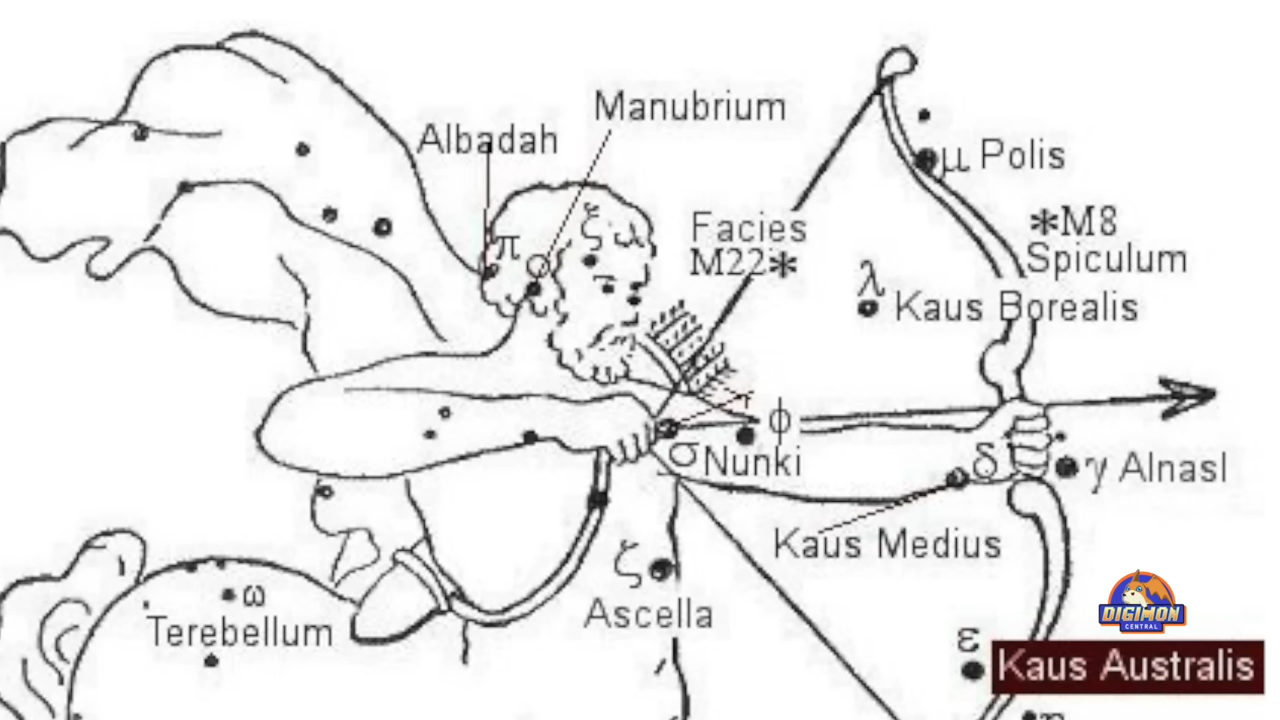 Manubrium
Albadah
μ Polis
ξ
π
Facies
M22*
*M8
Spiculum
λ
Kaus Borealis
ο
φ
σ Nunki
δ
γ Alnasl
Kaus Medius
ζ
Ascella
ω
Terebellum
DIGIMON
CENTRAL
ε
Kaus Australis
η